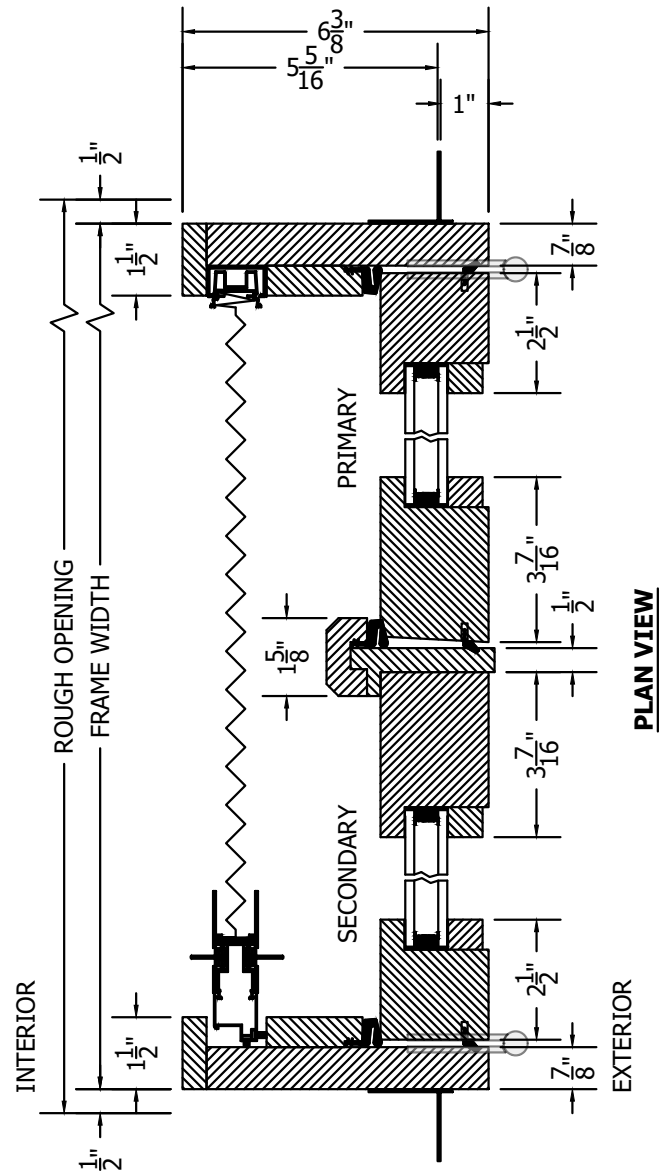 INTERIOR
ROUGH OPENING
1/2"
FRAME WIDTH
1/2"
1 1/2"
1 1/2"
6 3/8"
5 5/16"
1"
1 5/8"
SECONDARY
PRIMARY
7/8"
2 1/2"
3 7/16"
1/2"
3 7/16"
2 1/2"
7/8"
EXTERIOR
PLAN VIEW